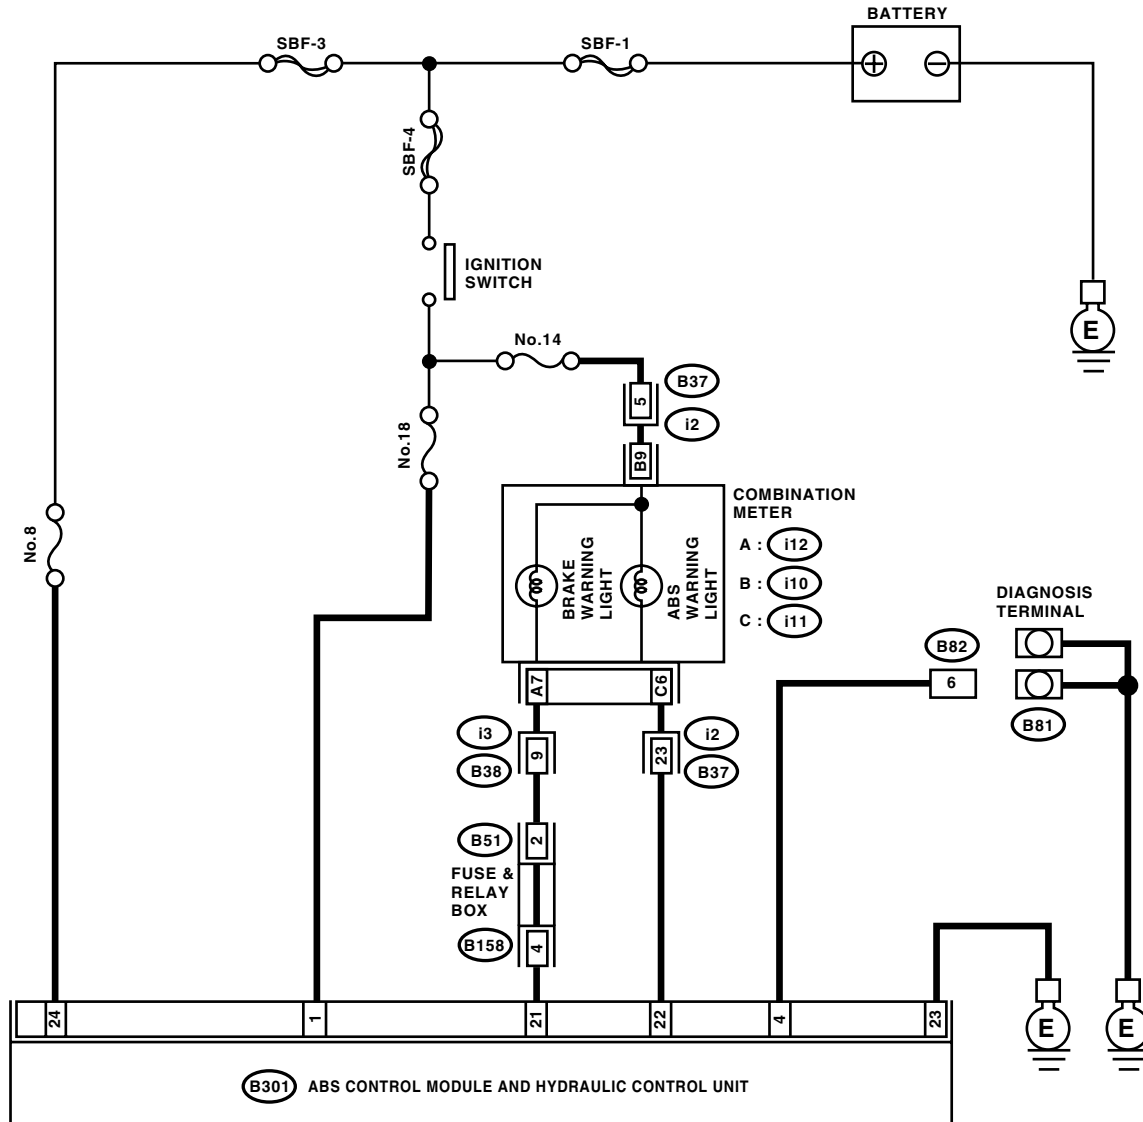 BATTERY
SBF-3
SBF-1
SBF-4
IGNITION
SWITCH
E
No.14
B37
5
i2
No.18
B9
COMBINATION
METER
A : i12
B : i10
C : i11
BRAKE
WARNING
LIGHT
ABS
WARNING
LIGHT
No.8
DIAGNOSIS
TERMINAL
B82
6
B81
A7
C6
i3
9
B38
i2
23
B37
B51
2
FUSE &
RELAY
BOX
B158
4
24
1
21
22
4
23
E
E
B301 ABS CONTROL MODULE AND HYDRAULIC CONTROL UNIT